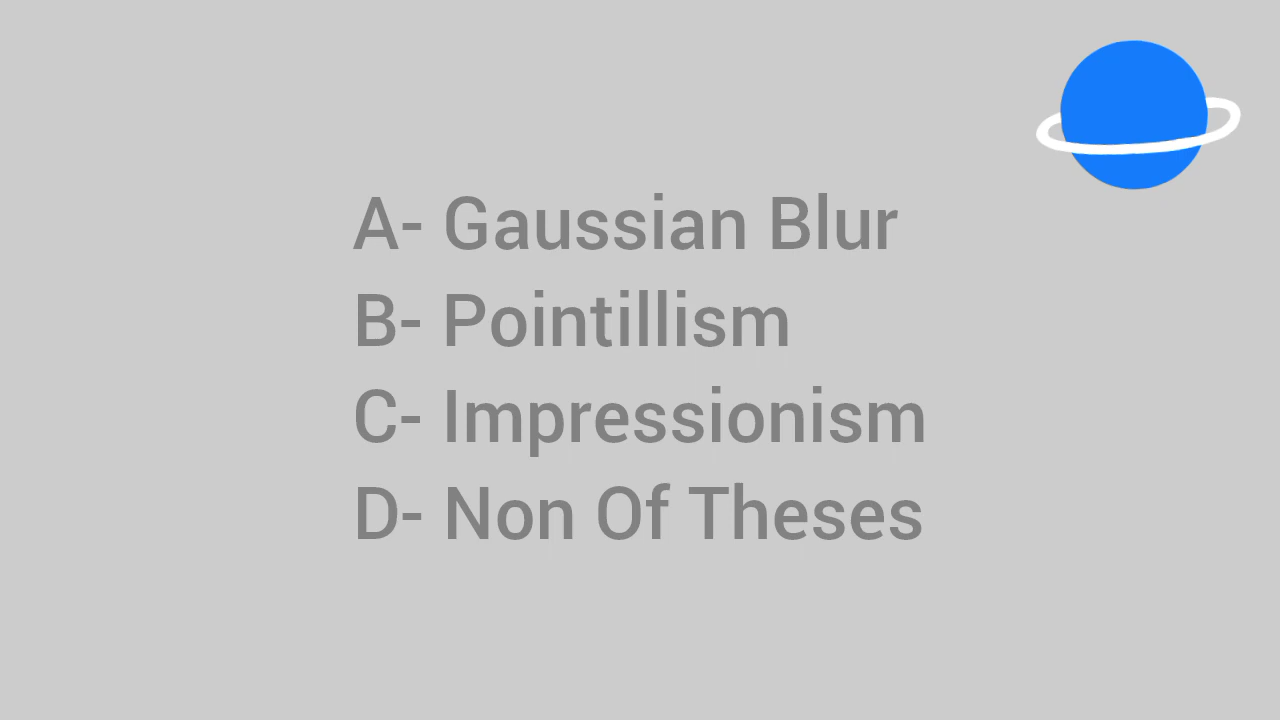 A- Gaussian Blur
B- Pointillism
C- Impressionism
D- Non Of Theses